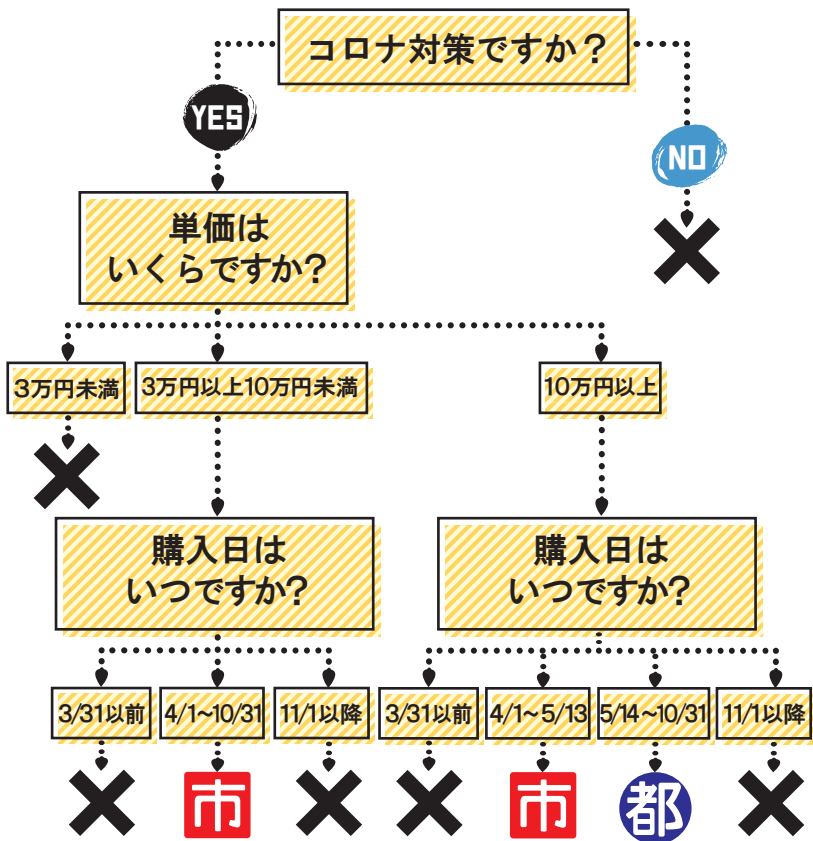 コロナ対策ですか？
YES
NO
単価は
いくらですか？
3万円未満
3万円以上10万円未満
10万円以上
購入日は
いつですか？
購入日は
いつですか？
3/31以前
4/1~10/31
11/1以降
3/31以前
4/1~5/13
5/14~10/31
11/1以降
市
市
都